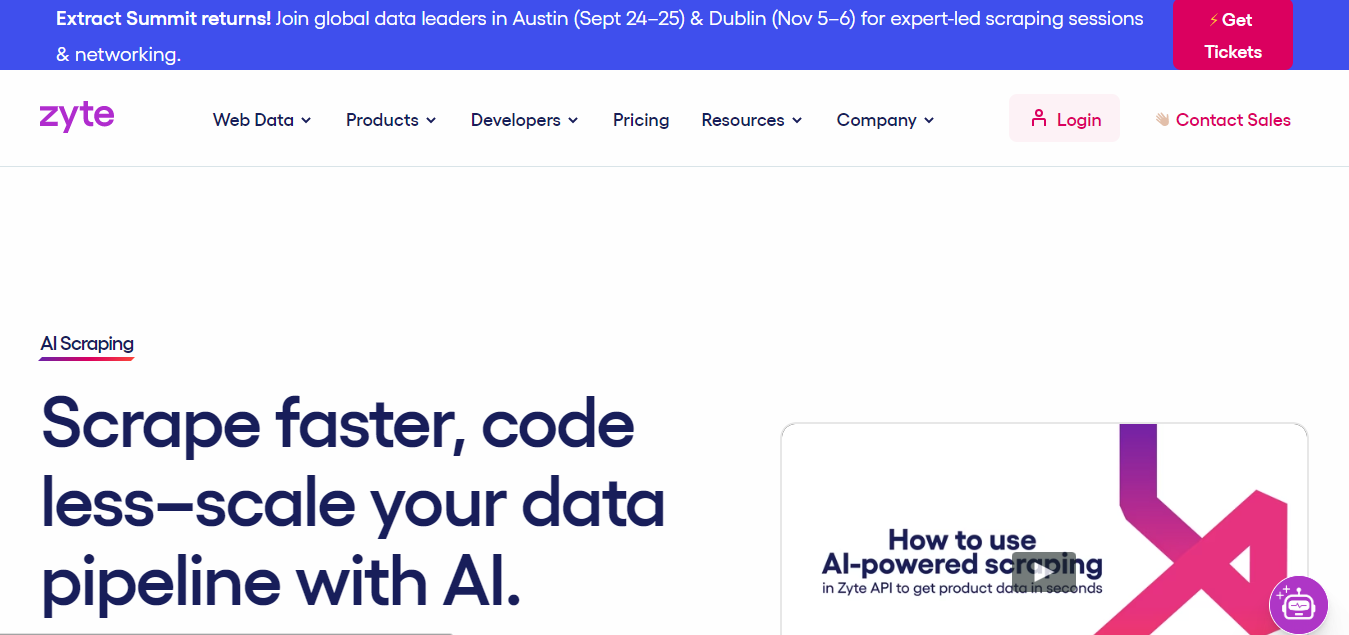 Extract Summit returns! Join global data leaders in Austin (Sept 24–25) & Dublin (Nov 5–6) for expert-led scraping sessions
& networking.
⚡Get
Tickets
zyte
Web Data
Products
Developers
Pricing
Resources
Company
Login
👋🏼 Contact Sales
AI Scraping
Scrape faster, code
less–scale your data
pipeline with AI.
How to use
AI-powered scraping
in Zyte API to get product data in seconds